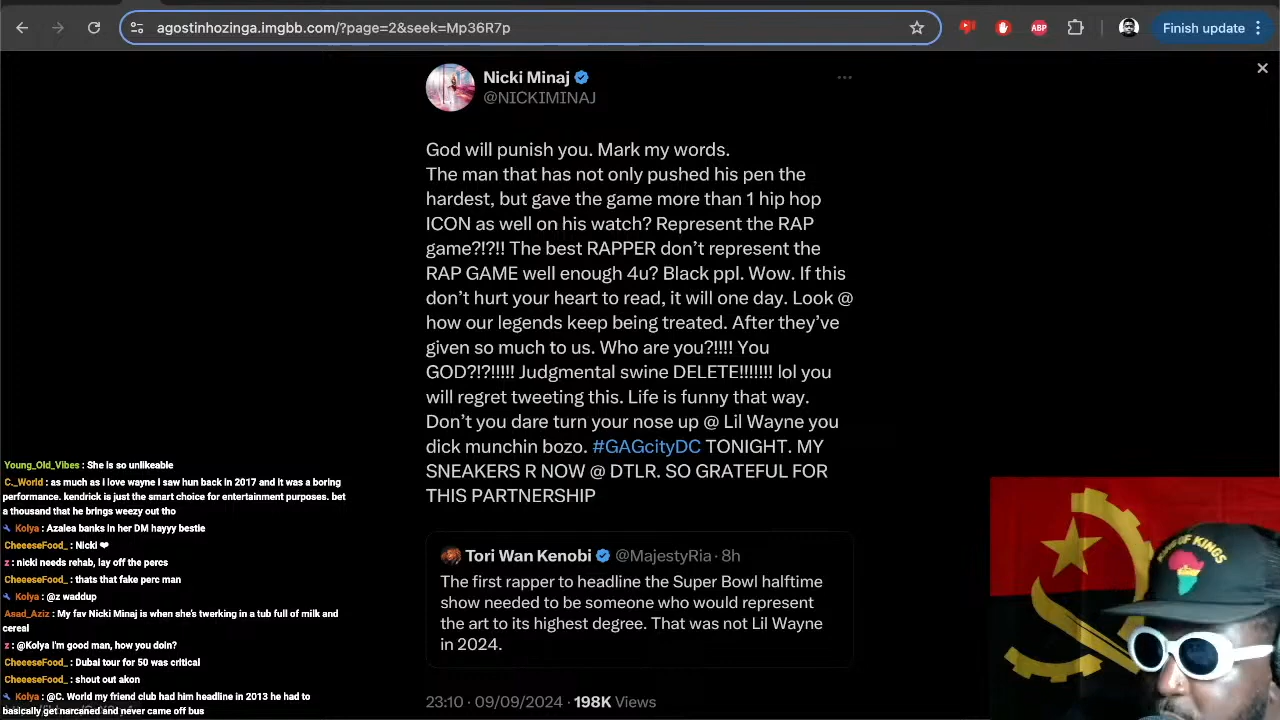 agostinhozinga.imgbb.com/?page=2&seek=Mp36R7p
ABP
Finish update
Nicki Minaj
@NICKIMINAJ
God will punish you. Mark my words.
The man that has not only pushed his pen the
hardest, but gave the game more than 1 hip hop
ICON as well on his watch? Represent the RAP
game?!?!! The best RAPPER don’t represent the
RAP GAME well enough 4u? Black ppl. Wow. If this
don’t hurt your heart to read, it will one day. Look @
how our legends keep being treated. After they’ve
given so much to us. Who are you?!!!! You
GOD?!?!!!!! Judgmental swine DELETE!!!!!!! lol you
will regret tweeting this. Life is funny that way.
Don’t you dare turn your nose up @ Lil Wayne you
dick munchin bozo. #GAGcityDC TONIGHT. MY
SNEAKERS R NOW @ DTLR. SO GRATEFUL FOR
THIS PARTNERSHIP
Tori Wan Kenobi @MajestyRia · 8h
The first rapper to headline the Super Bowl halftime
show needed to be someone who would represent
the art to its highest degree. That was not Lil Wayne
in 2024.
23:10 · 09/09/2024 · 198K Views
Young_Old_Vibes : She is so unlikeable
C._World : as much as i love wayne i saw hun back in 2017 and it was a boring
performance. kendrick is just the smart choice for entertainment purposes. bet
a thousand that he brings weezy out tho
Kolya : Azalea banks in her DM hayyy bestie
CheeeseFood_ : Nicki ❤
z : nicki needs rehab, lay off the percs
CheeeseFood_ : thats that fake perc man
Kolya : @z waddup
Asad_Aziz : My fav Nicki Minaj is when she's twerking in a tub full of milk and
cereal
z : @Kolya I'm good man, how you doin?
CheeeseFood_ : Dubai tour for 50 was critical
CheeeseFood_ : shout out akon
Kolya : @C. World my friend club had him headline in 2013 he had to
basically get narcaned and never came off bus
OF KINGS